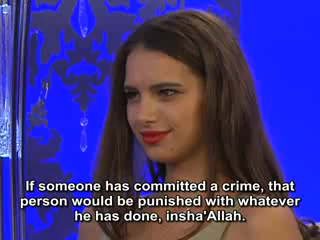 If someone has committed a crime, that
person would be punished with whatever
he has done, insha'Allah.